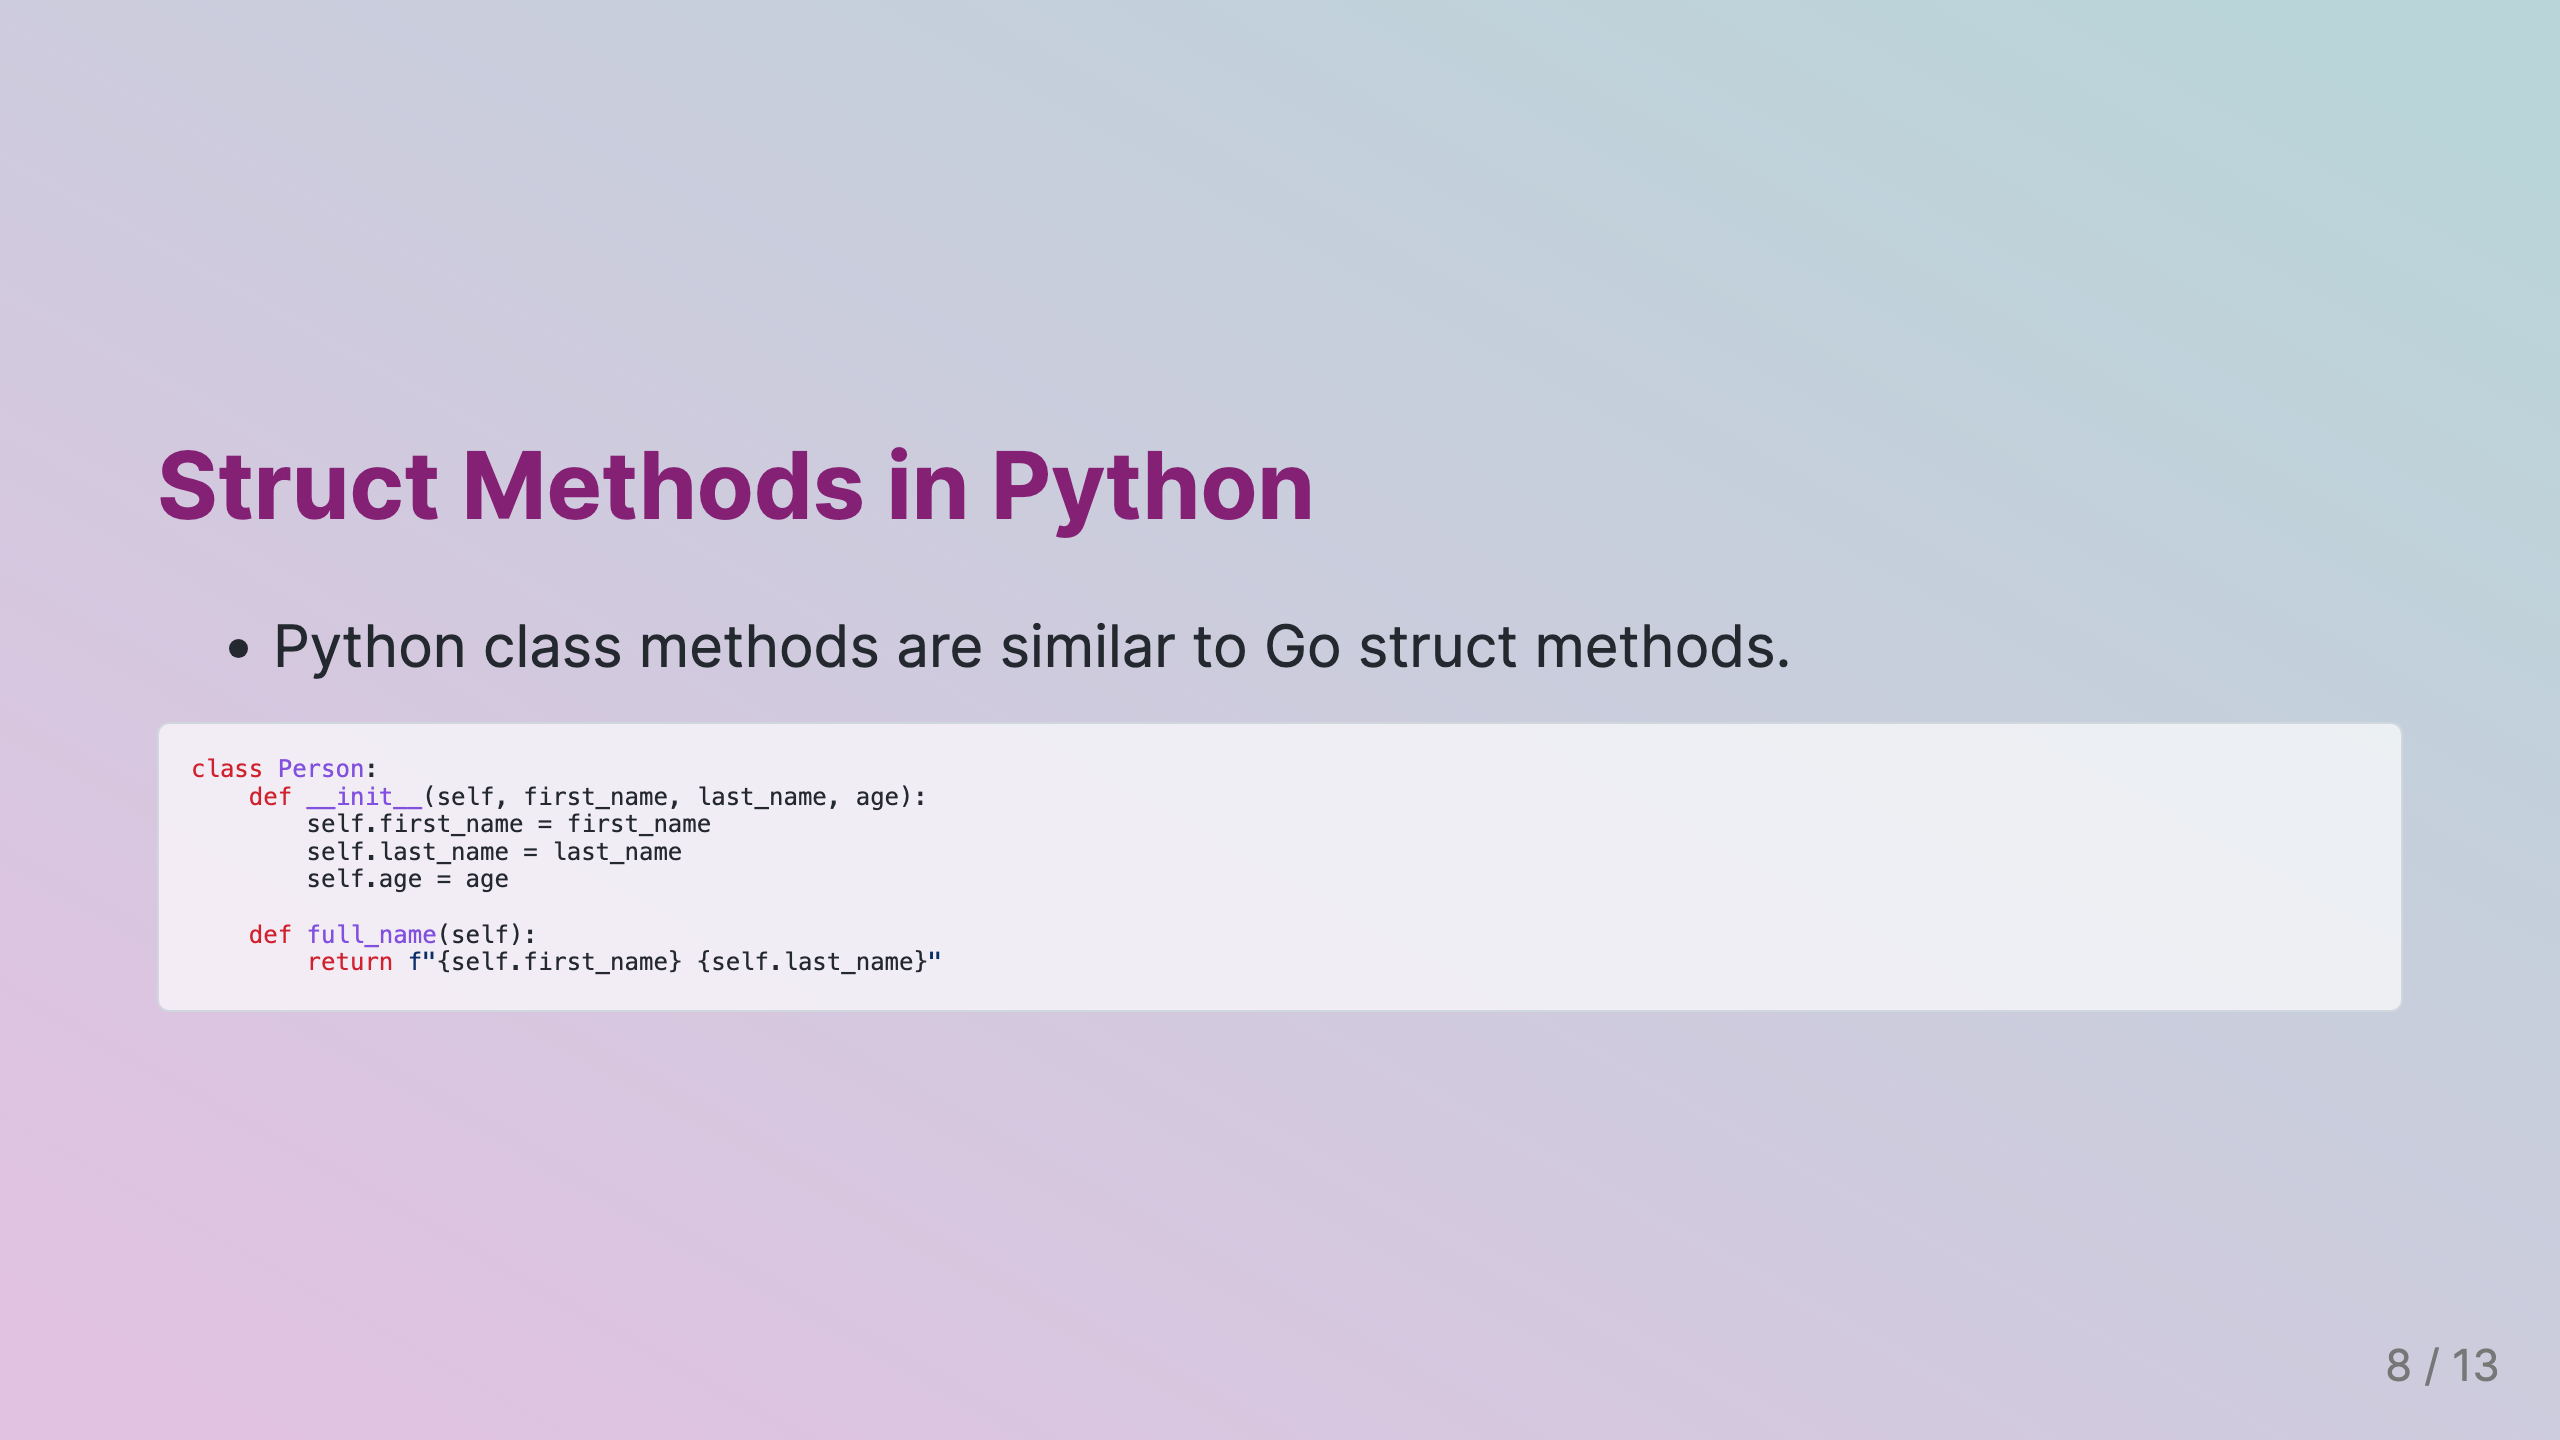 Struct Methods in Python
• Python class methods are similar to Go struct methods.
class Person:
    def __init__(self, first_name, last_name, age):
        self.first_name = first_name
        self.last_name = last_name
        self.age = age

    def full_name(self):
        return f"{self.first_name} {self.last_name}"
8 / 13